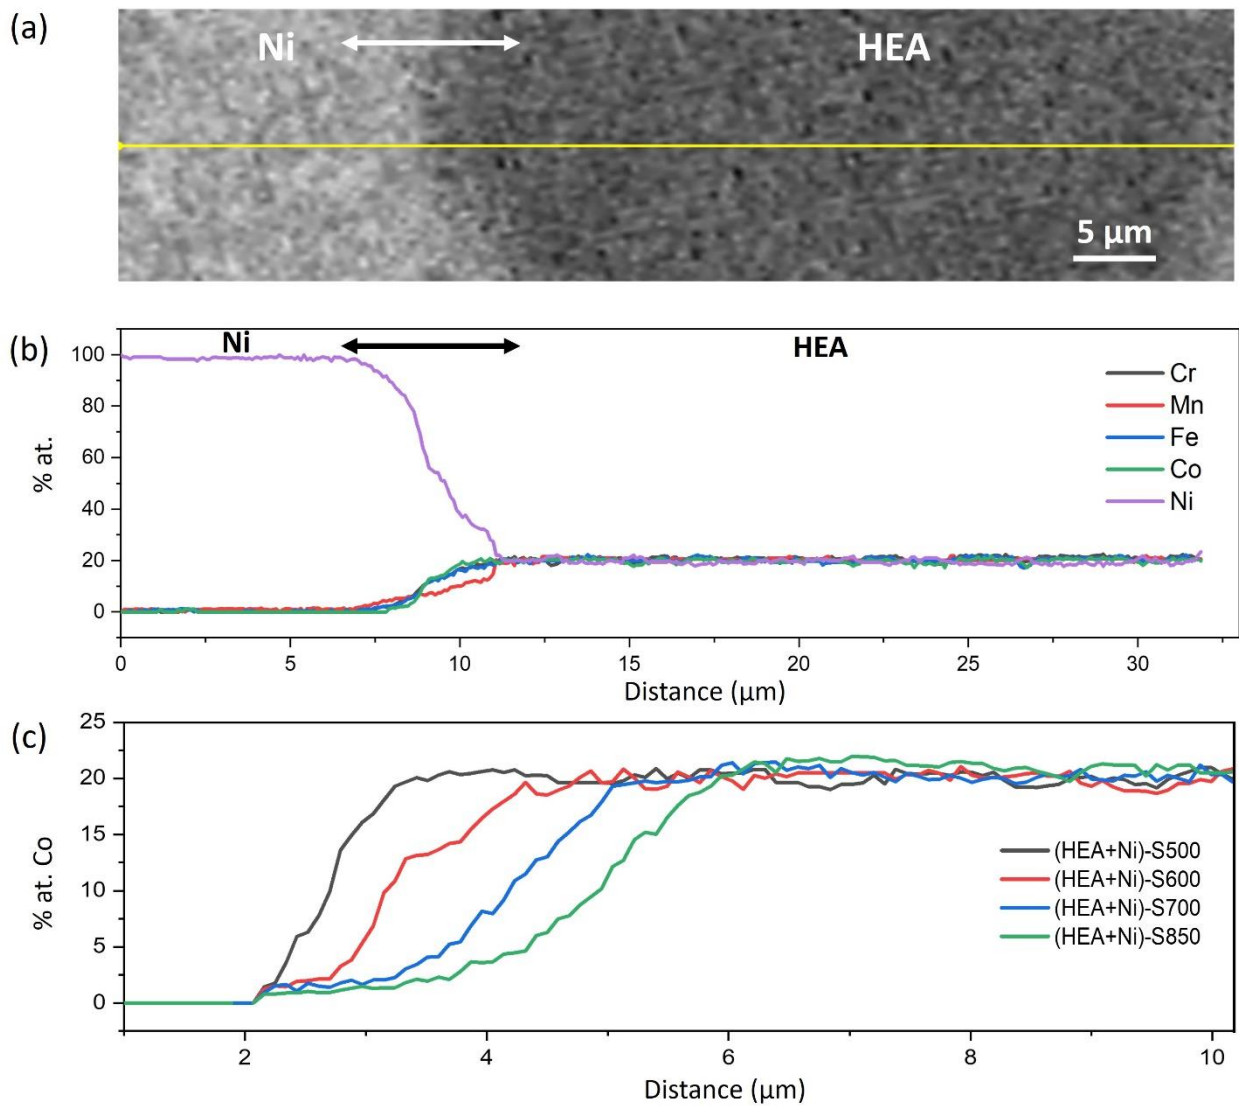 (a)
Ni
HEA
5 μm
(b)
Ni
HEA
100
80
60
40
20
0
% at.
Cr
Mn
Fe
Co
Ni
0 5 10 15 20 25 30
Distance (μm)
(c)
25
20
15
10
5
0
% at. Co
(HEA+Ni)-S500
(HEA+Ni)-S600
(HEA+Ni)-S700
(HEA+Ni)-S850
2 4 6 8 10
Distance (μm)